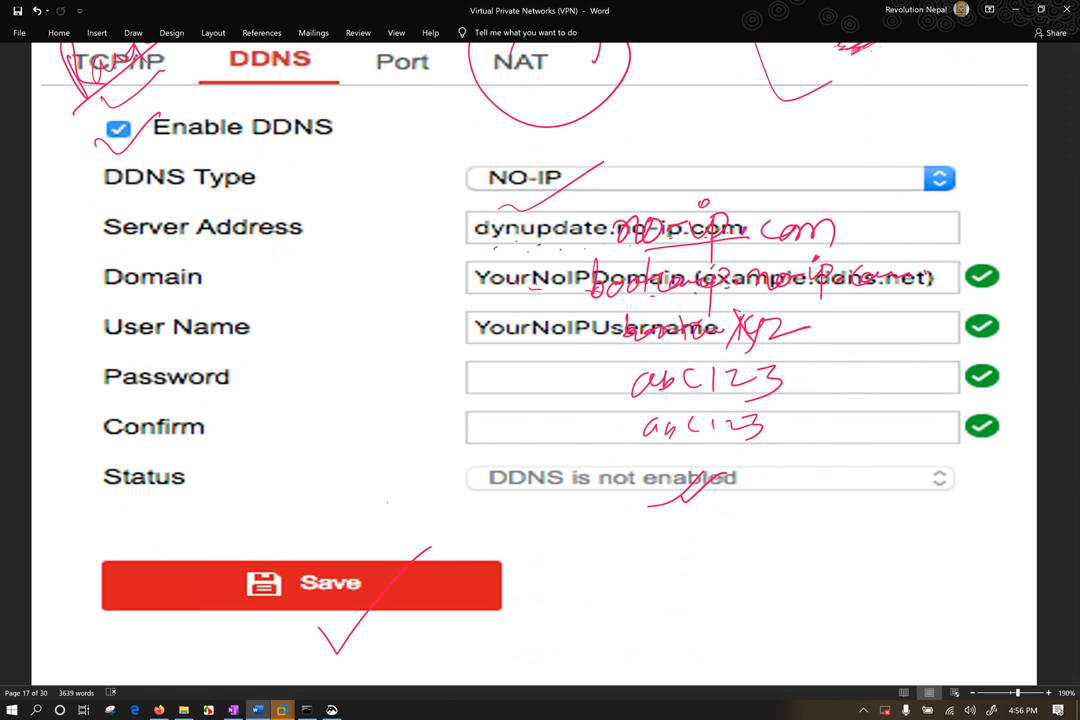 Virtual Private Networks (VPN) - Word
Revolution Nepal
File Home Insert Draw Design Layout References Mailings Review View Help Tell me what you want to do Share
TCP/IP DDNS Port NAT
Enable DDNS
DDNS Type NO-IP
Server Address dynupdate.no-ip.com no-ip.com
Domain YourNoIPDomain (example.ddns.net)
User Name YourNoIPUsername xyz
Password abc123
Confirm abc123
Status DDNS is not enabled
Save
Page 17 of 30 3639 words 190%
4:56 PM